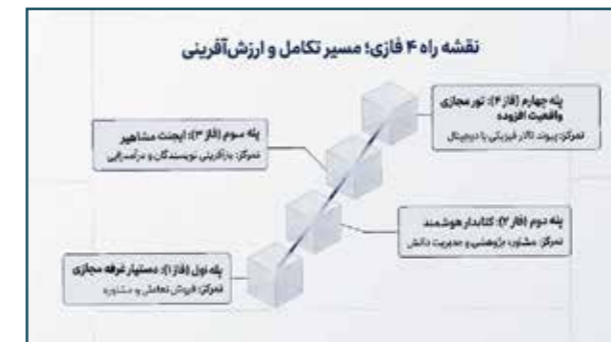 نقشه راه ۴ فازی؛ مسیر تکامل و ارزش‌آفرینی
پله چهارم (فاز ۴): تور مجازی
واقعیت افزوده
تمرکز: پیوند تالار فیزیکی با دیجیتال
پله سوم (فاز ۳): ایجنت مشاهیر
تمرکز: بازآفرینی نویسندگان و درآمدزایی
پله دوم (فاز ۲): کتابدار هوشمند
تمرکز: مشاوره پژوهشی و مدیریت دانش
پله اول (فاز ۱): دستیار غرفه مجازی
تمرکز: فروش تعاملی و مشاوره